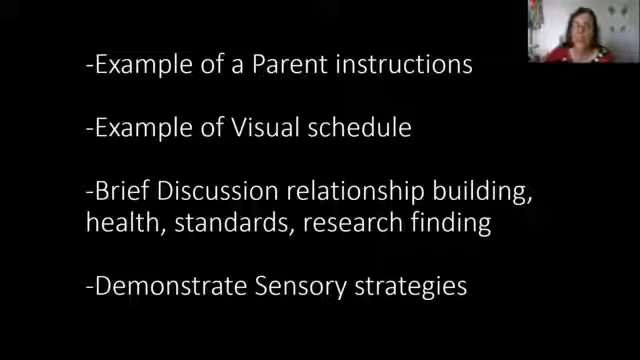 -Example of a Parent instructions
-Example of Visual schedule
-Brief Discussion relationship building,
health, standards, research finding
-Demonstrate Sensory strategies